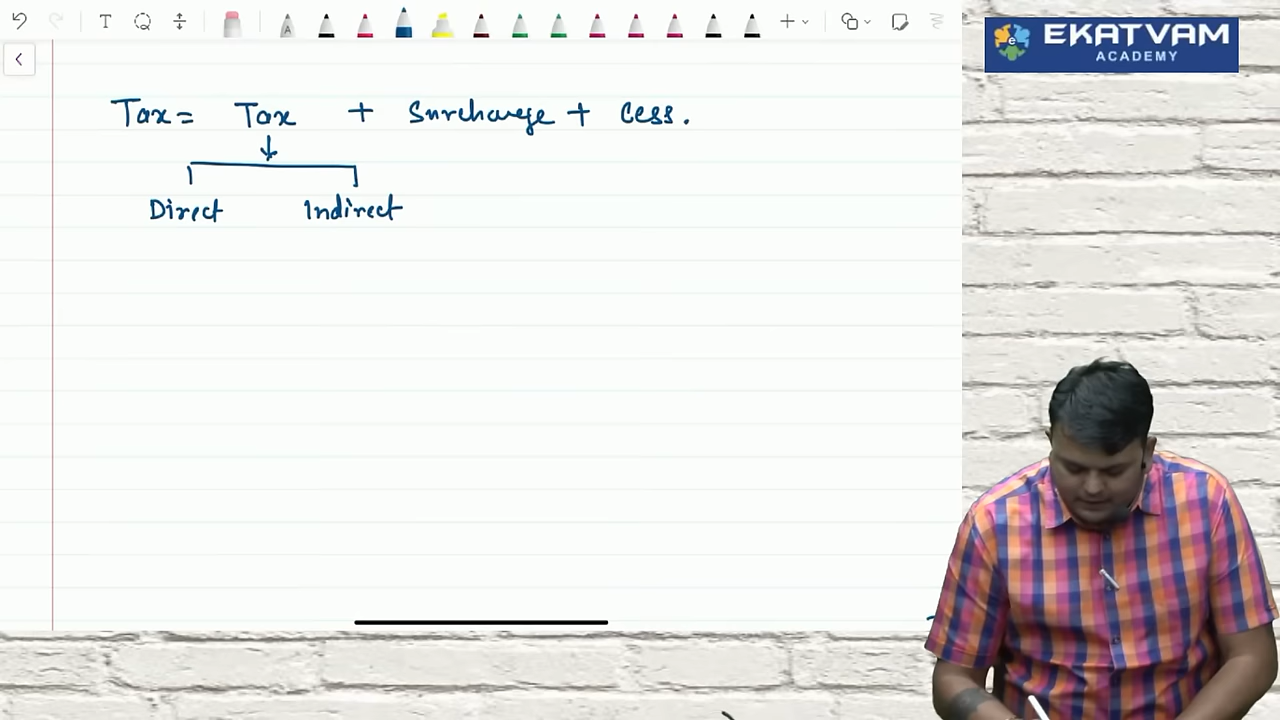 EKATVAM
ACADEMY
Tax = Tax + Surcharge + Cess.
Direct Indirect